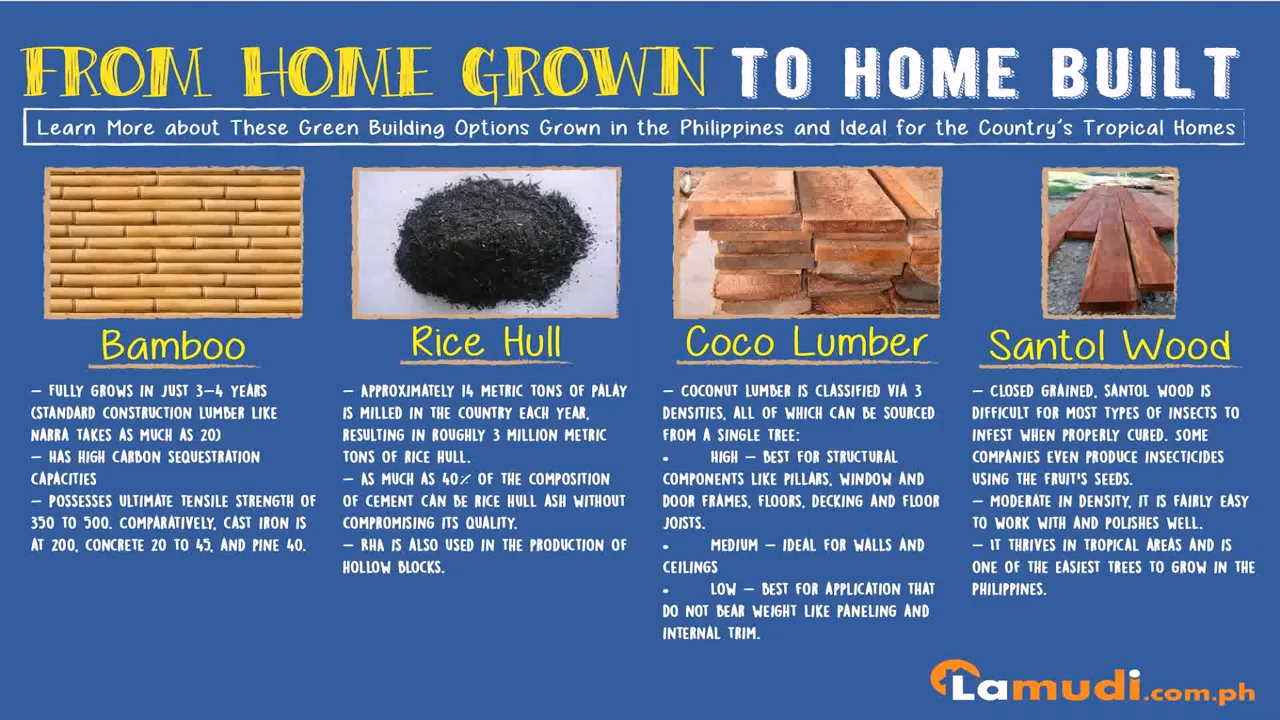 FROM HOME GROWN TO HOME BUILT
Learn More about These Green Building Options Grown in the Philippines and Ideal for the Country's Tropical Homes
Bamboo
– FULLY GROWS IN JUST 3–4 YEARS
(STANDARD CONSTRUCTION LUMBER LIKE
NARRA TAKES AS MUCH AS 20)
– HAS HIGH CARBON SEQUESTRATION
CAPACITIES
– POSSESSES ULTIMATE TENSILE STRENGTH OF
350 TO 500. COMPARATIVELY, CAST IRON IS
AT 200, CONCRETE 20 TO 45, AND PINE 40.
Rice Hull
– APPROXIMATELY 14 METRIC TONS OF PALAY
IS MILLED IN THE COUNTRY EACH YEAR,
RESULTING IN ROUGHLY 3 MILLION METRIC
TONS OF RICE HULL.
– AS MUCH AS 40% OF THE COMPOSITION
OF CEMENT CAN BE RICE HULL ASH WITHOUT
COMPROMISING ITS QUALITY.
– RHA IS ALSO USED IN THE PRODUCTION OF
HOLLOW BLOCKS.
Coco Lumber
– COCONUT LUMBER IS CLASSIFIED VIA 3
DENSITIES, ALL OF WHICH CAN BE SOURCED
FROM A SINGLE TREE:
• HIGH – BEST FOR STRUCTURAL
COMPONENTS LIKE PILLARS, WINDOW AND
DOOR FRAMES, FLOORS, DECKING AND FLOOR
JOISTS.
• MEDIUM – IDEAL FOR WALLS AND
CEILINGS
• LOW – BEST FOR APPLICATION THAT
DO NOT BEAR WEIGHT LIKE PANELING AND
INTERNAL TRIM.
Santol Wood
– CLOSED GRAINED, SANTOL WOOD IS
DIFFICULT FOR MOST TYPES OF INSECTS TO
INFEST WHEN PROPERLY CURED. SOME
COMPANIES EVEN PRODUCE INSECTICIDES
USING THE FRUIT'S SEEDS.
– MODERATE IN DENSITY, IT IS FAIRLY EASY
TO WORK WITH AND POLISHES WELL.
– IT THRIVES IN TROPICAL AREAS AND IS
ONE OF THE EASIEST TREES TO GROW IN THE
PHILIPPINES.
Lamudi.com.ph